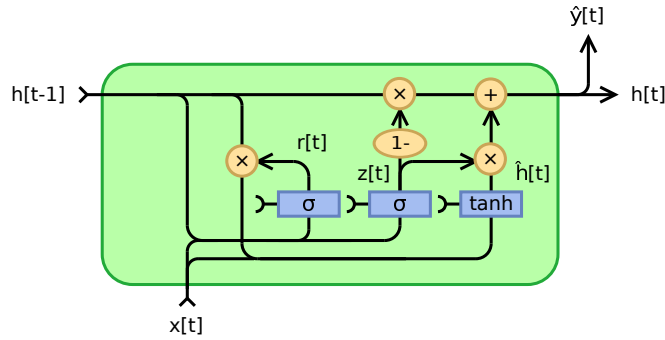 ŷ[t]
h[t-1]
×
+
h[t]
r[t]
1-
×
z[t]
×
ĥ[t]
σ
σ
tanh
x[t]